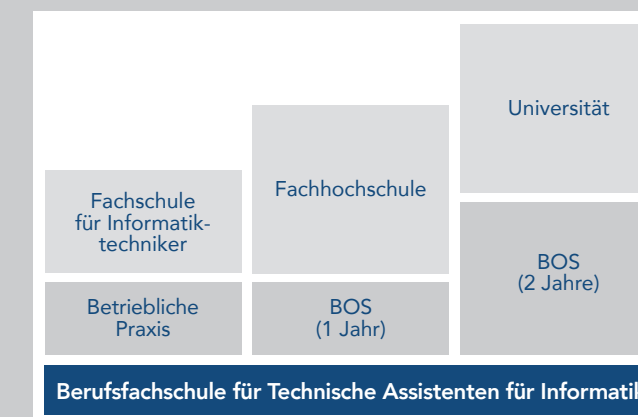 Universität
Fachhochschule
Fachschule
für Informatik-
techniker
BOS
(2 Jahre)
Betriebliche
Praxis
BOS
(1 Jahr)
Berufsfachschule für Technische Assistenten für Informatik